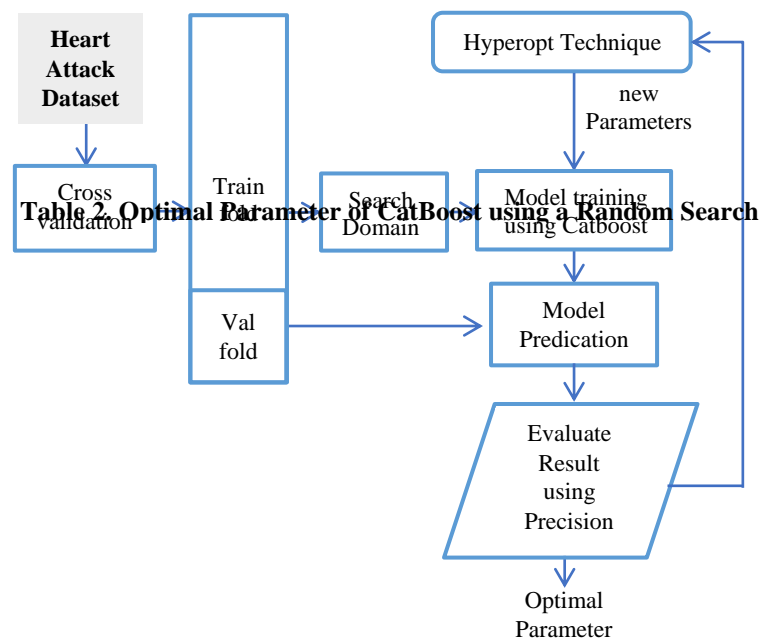 Heart
Attack
Dataset
Hyperopt Technique
new
Parameters
Cross
validation
Train
fold
Search
Domain
Model training
using Catboost
Table 2. Optimal Parameter of CatBoost using a Random Search
Val
fold
Model
Predication
Evaluate
Result
using
Precision
Optimal
Parameter